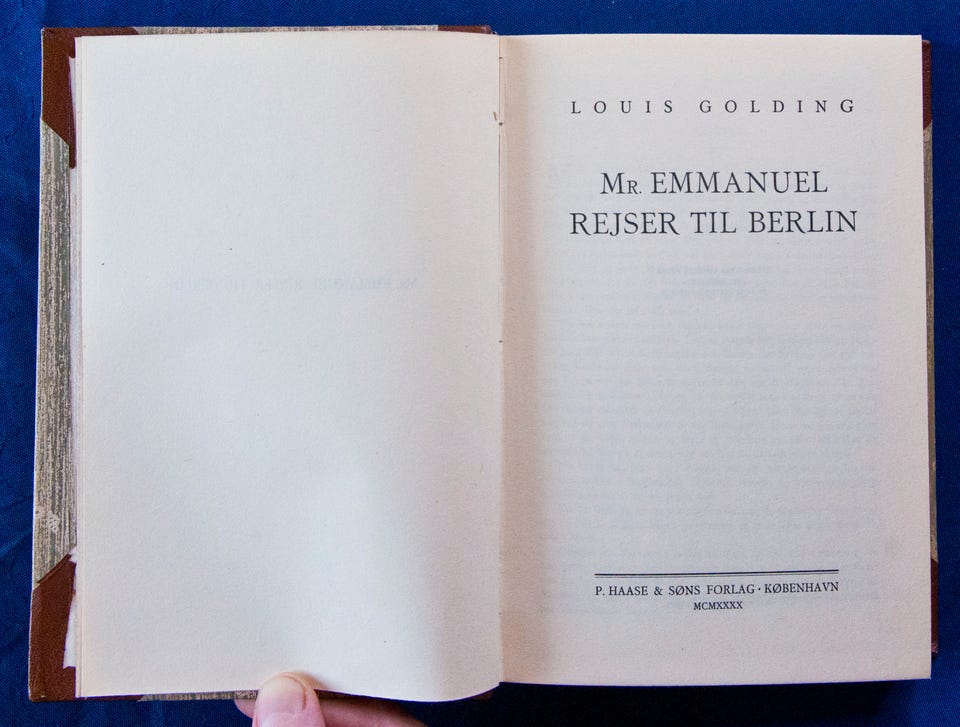 LOUIS GOLDING
MR. EMMANUEL
REJSER TIL BERLIN
P. HAASE & SØNS FORLAG · KØBENHAVN
MCMXXXX